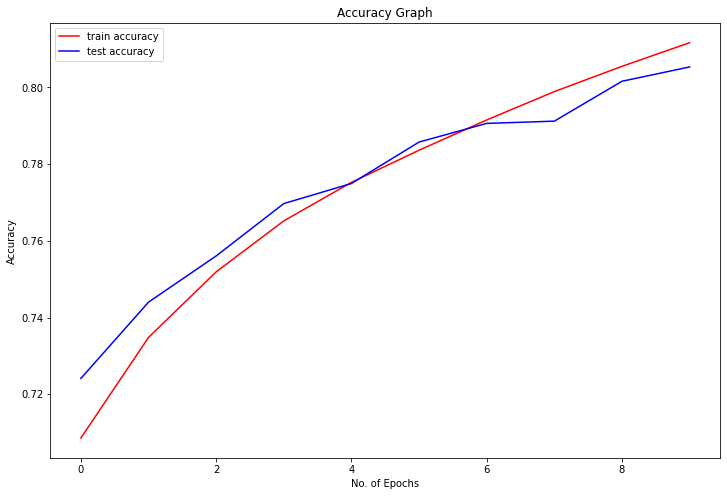 Accuracy Graph
train accuracy
test accuracy
Accuracy
0.80
0.78
0.76
0.74
0.72
0 2 4 6 8
No. of Epochs